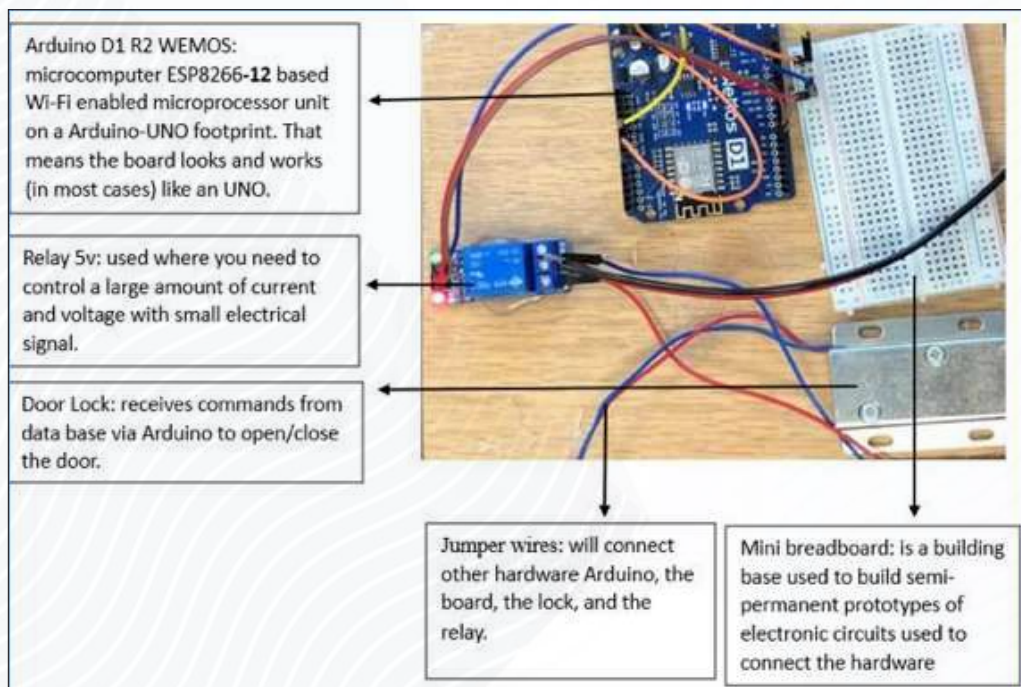 Arduino D1 R2 WEMOS:
microcomputer ESP8266-12 based
Wi-Fi enabled microprocessor unit
on a Arduino-UNO footprint. That
means the board looks and works
(in most cases) like an UNO.
Relay 5v: used where you need to
control a large amount of current
and voltage with small electrical
signal.
Door Lock: receives commands from
data base via Arduino to open/close
the door.
Jumper wires: will connect
other hardware Arduino, the
board, the lock, and the
relay.
Mini breadboard: is a building
base used to build semi-
permanent prototypes of
electronic circuits used to
connect the hardware
D1